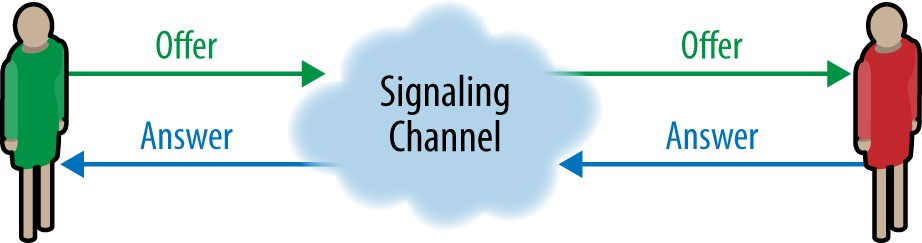 Offer
Offer
Signaling
Channel
Answer
Answer